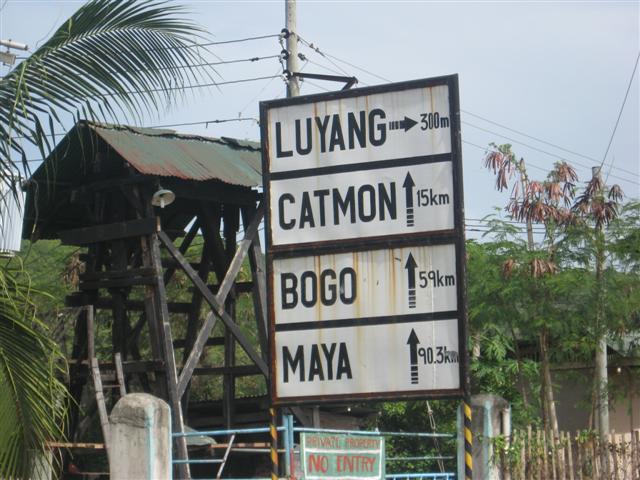 LUYANG 300m
CATMON 15km
BOGO 59km
MAYA 90.3km
PRIVATE PROPERTY
NO ENTRY